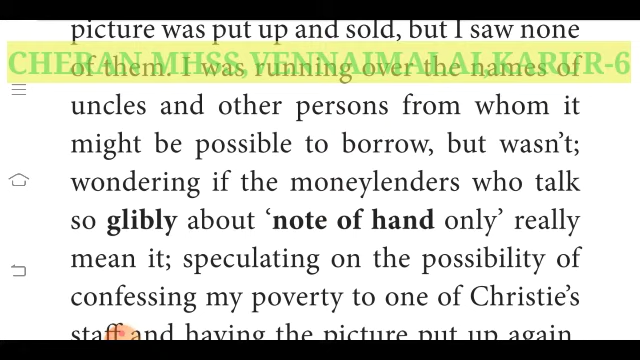 picture was put up and sold, but I saw none
CHERAN MHSS, VENNAIMALAI, KARUR-6
of them. I was running over the names of
uncles and other persons from whom it
might be possible to borrow, but wasn’t;
wondering if the moneylenders who talk
so glibly about ‘note of hand only’ really
mean it; speculating on the possibility of
confessing my poverty to one of Christie’s
staff and having the picture put up again.